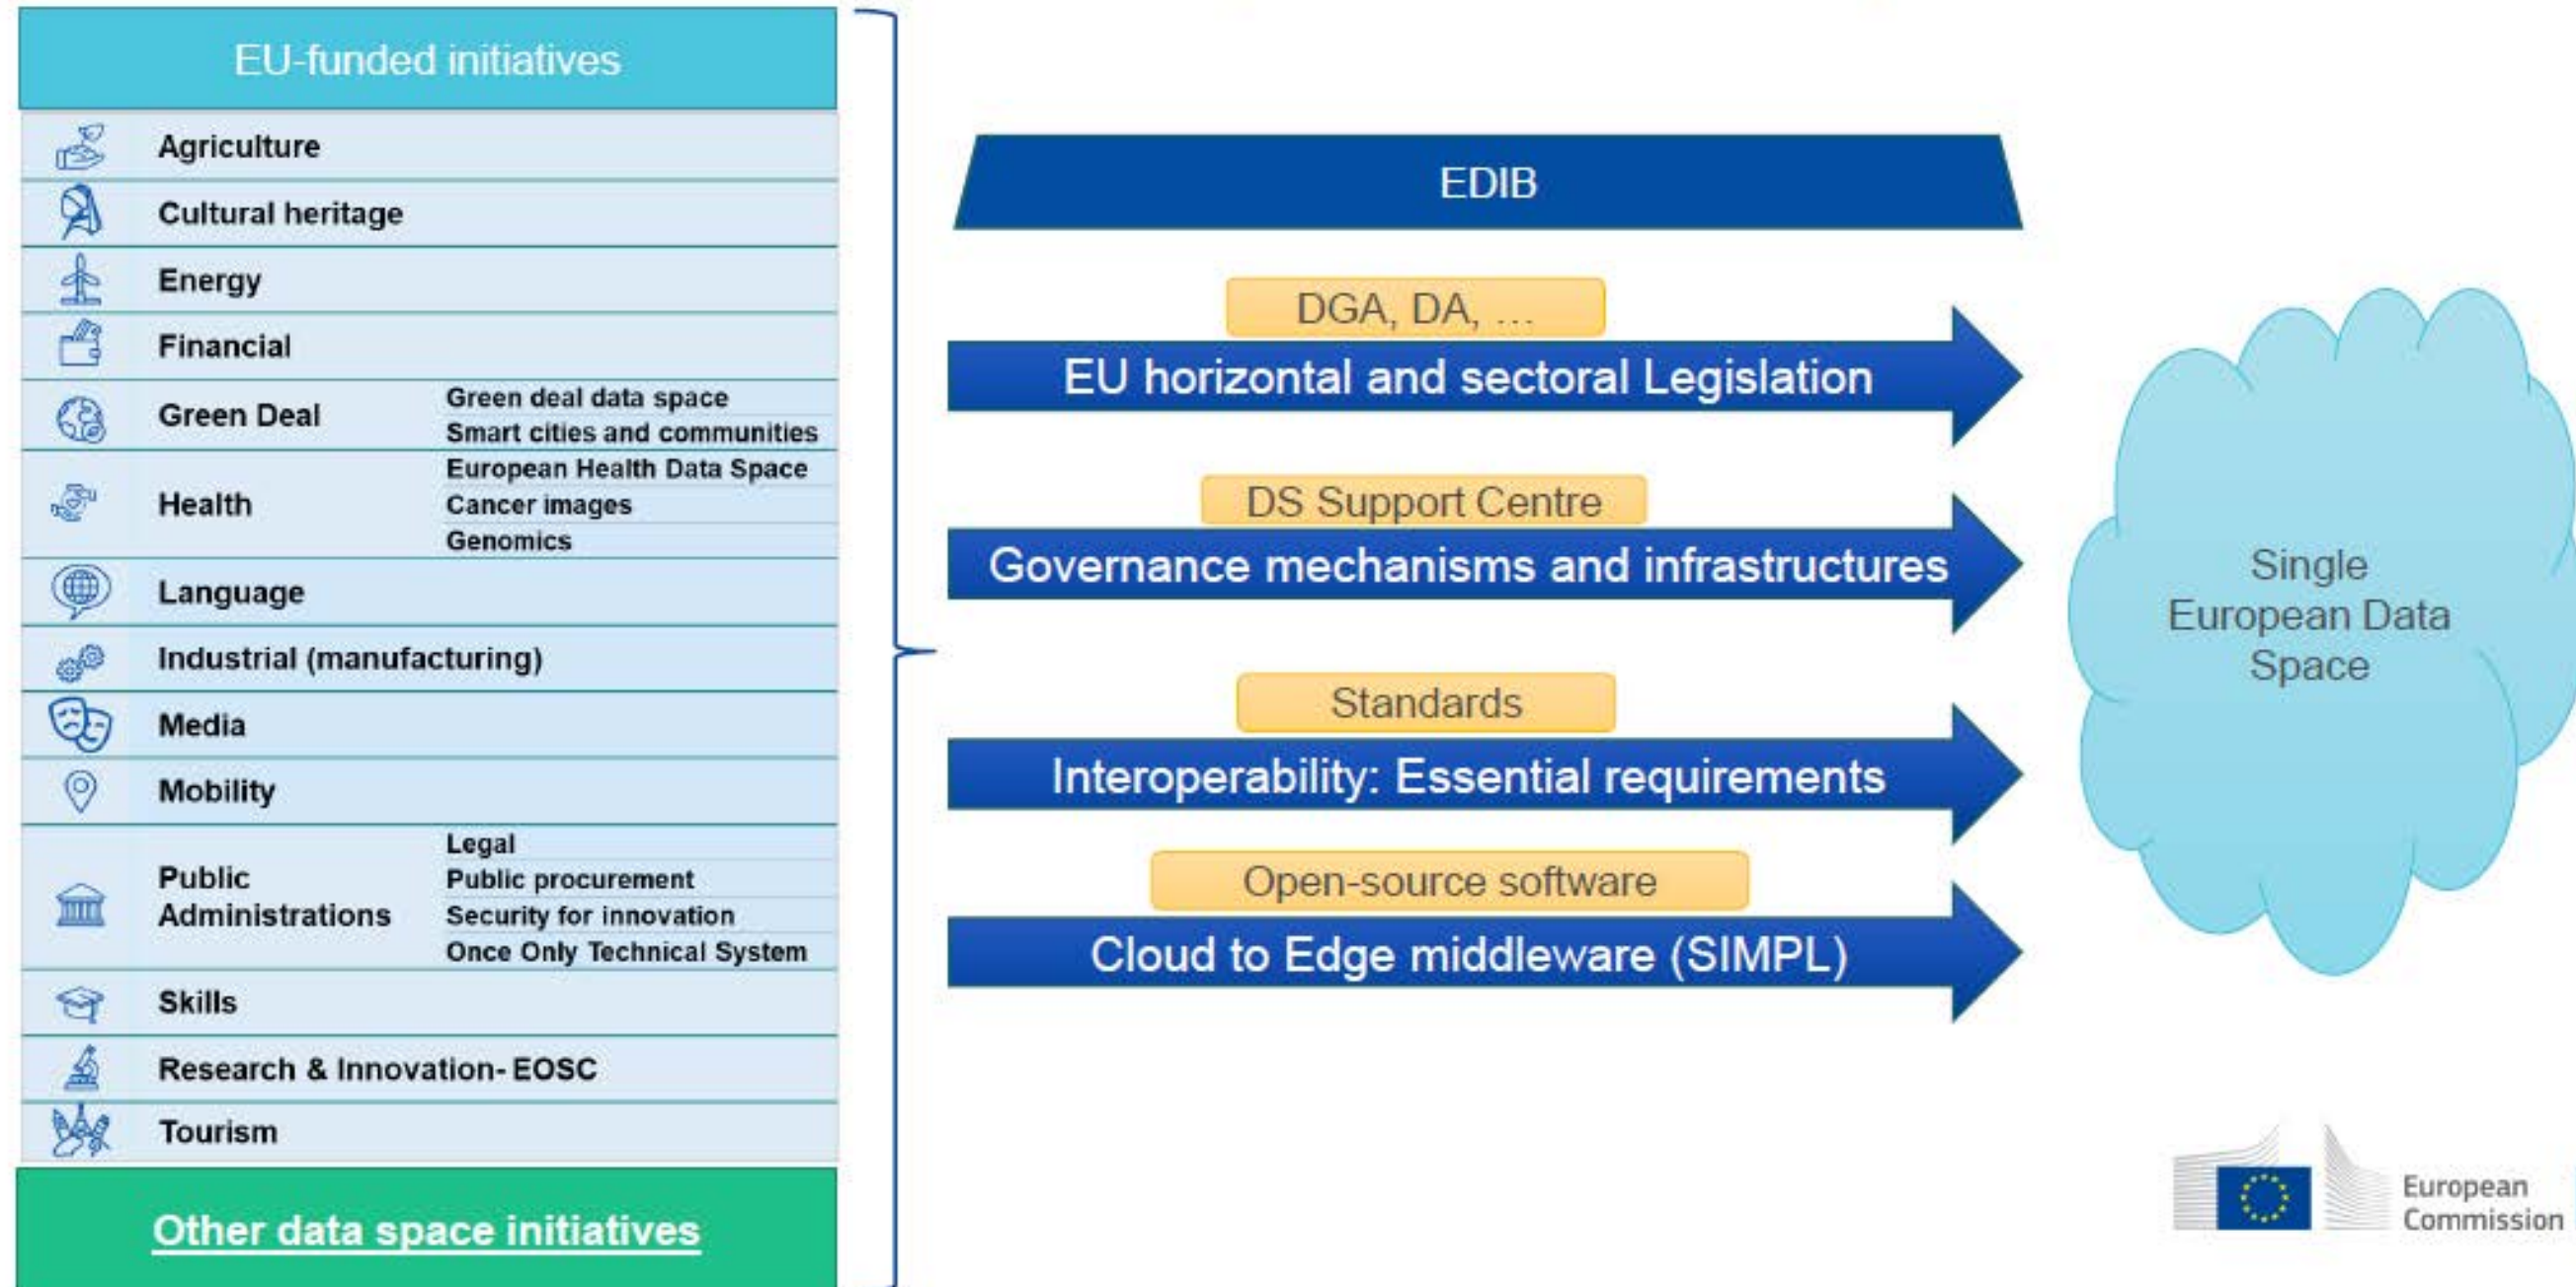 EU-funded initiatives
Agriculture
Cultural heritage
Energy
Financial
Green Deal
Green deal data space
Smart cities and communities
Health
European Health Data Space
Cancer images
Genomics
Language
Industrial (manufacturing)
Media
Mobility
Public
Administrations
Legal
Public procurement
Security for innovation
Once Only Technical System
Skills
Research & Innovation- EOSC
Tourism
Other data space initiatives
EDIB
DGA, DA, ...
EU horizontal and sectoral Legislation
DS Support Centre
Governance mechanisms and infrastructures
Standards
Interoperability: Essential requirements
Open-source software
Cloud to Edge middleware (SIMPL)
Single
European Data
Space
European
Commission